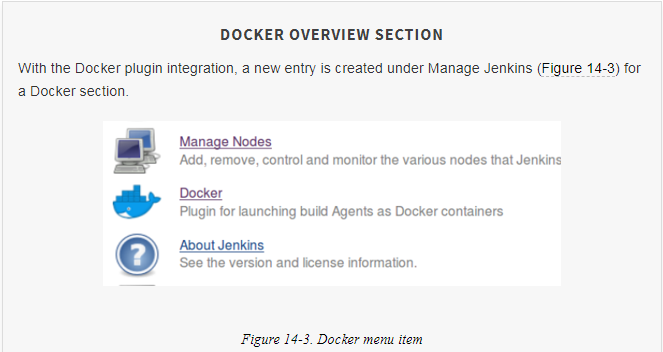 DOCKER OVERVIEW SECTION
With the Docker plugin integration, a new entry is created under Manage Jenkins (Figure 14-3) for
a Docker section.
Manage Nodes
Add, remove, control and monitor the various nodes that Jenkins
Docker
Plugin for launching build Agents as Docker containers
About Jenkins
See the version and license information.
Figure 14-3. Docker menu item